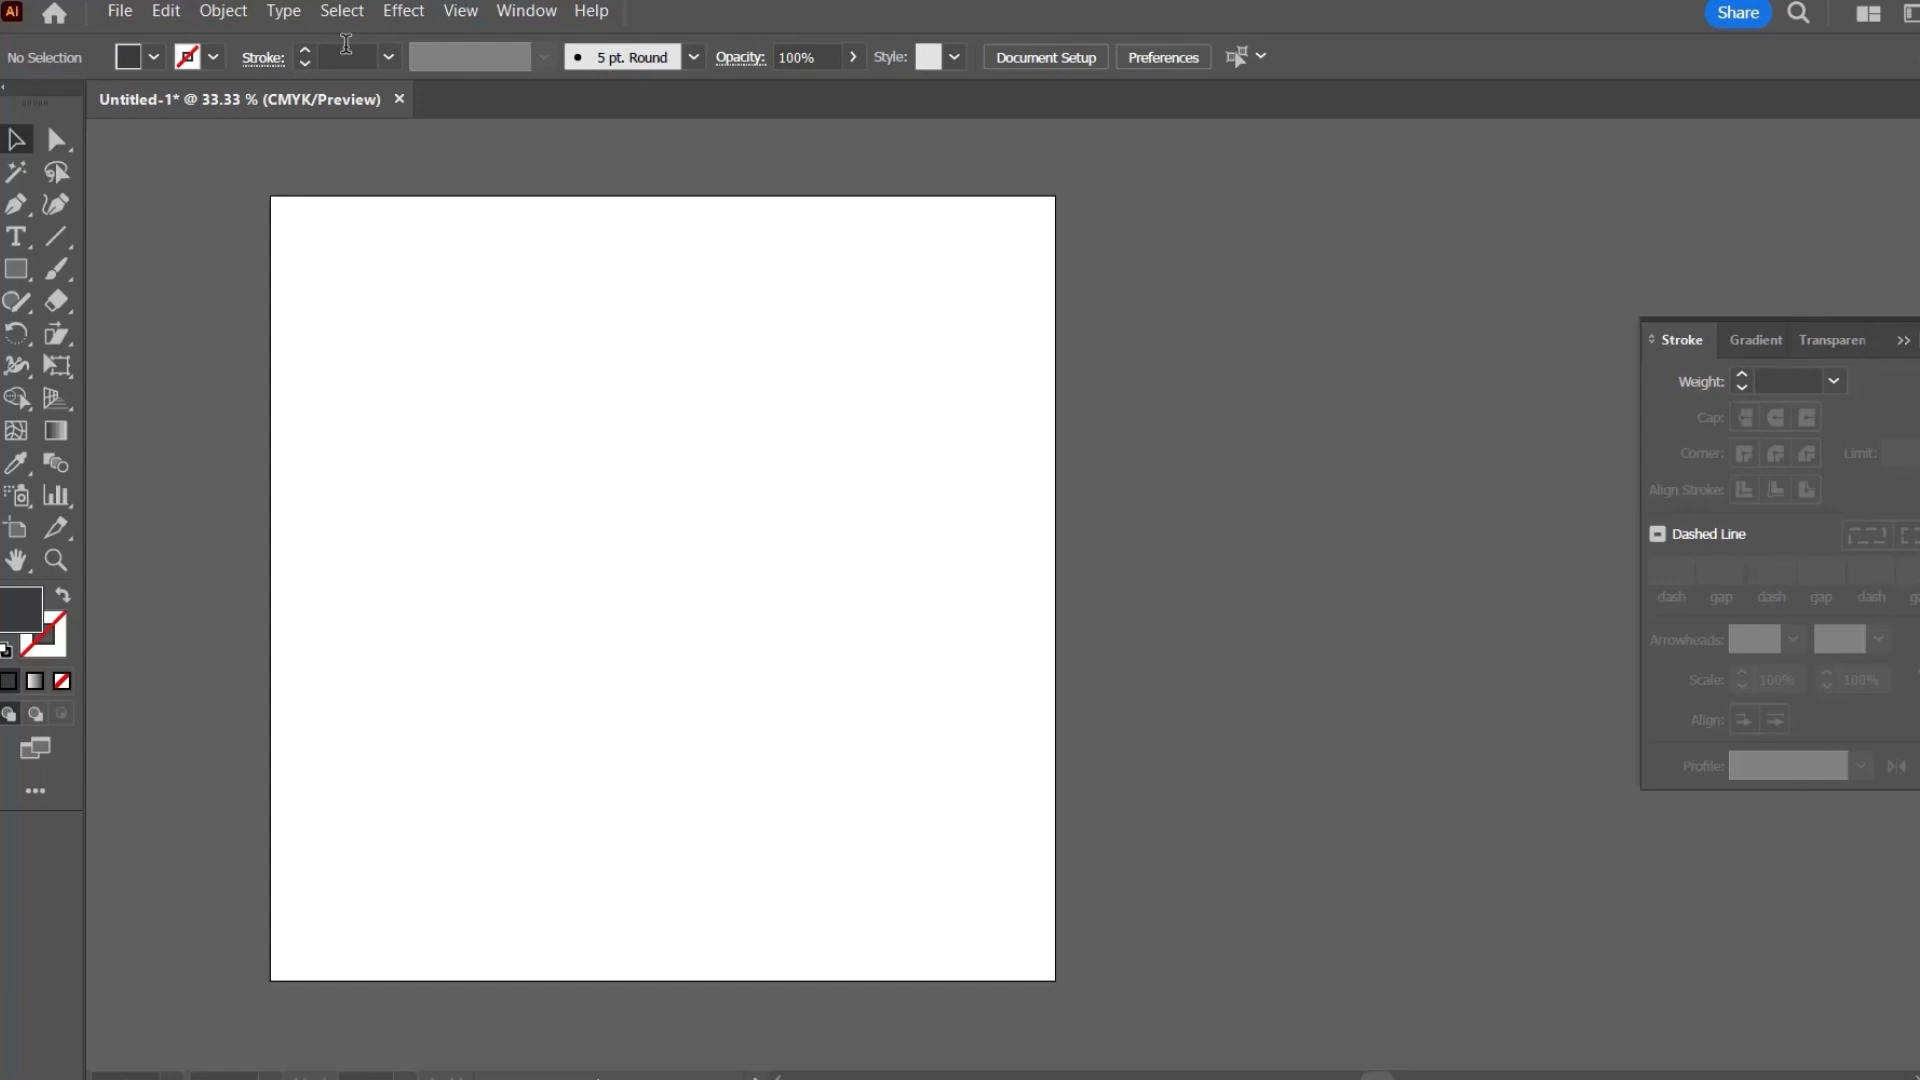 Ai File Edit Object Type Select Effect View Window Help Share
No Selection Stroke: 5 pt. Round Opacity: 100% Style: Document Setup Preferences
Untitled-1* @ 33.33 % (CMYK/Preview)
Stroke Gradient Transparen
Weight:
Cap:
Corner: Limit:
Align Stroke:
Dashed Line
dash gap dash gap dash
Arrowheads:
Scale: 100% 100%
Align:
Profile: